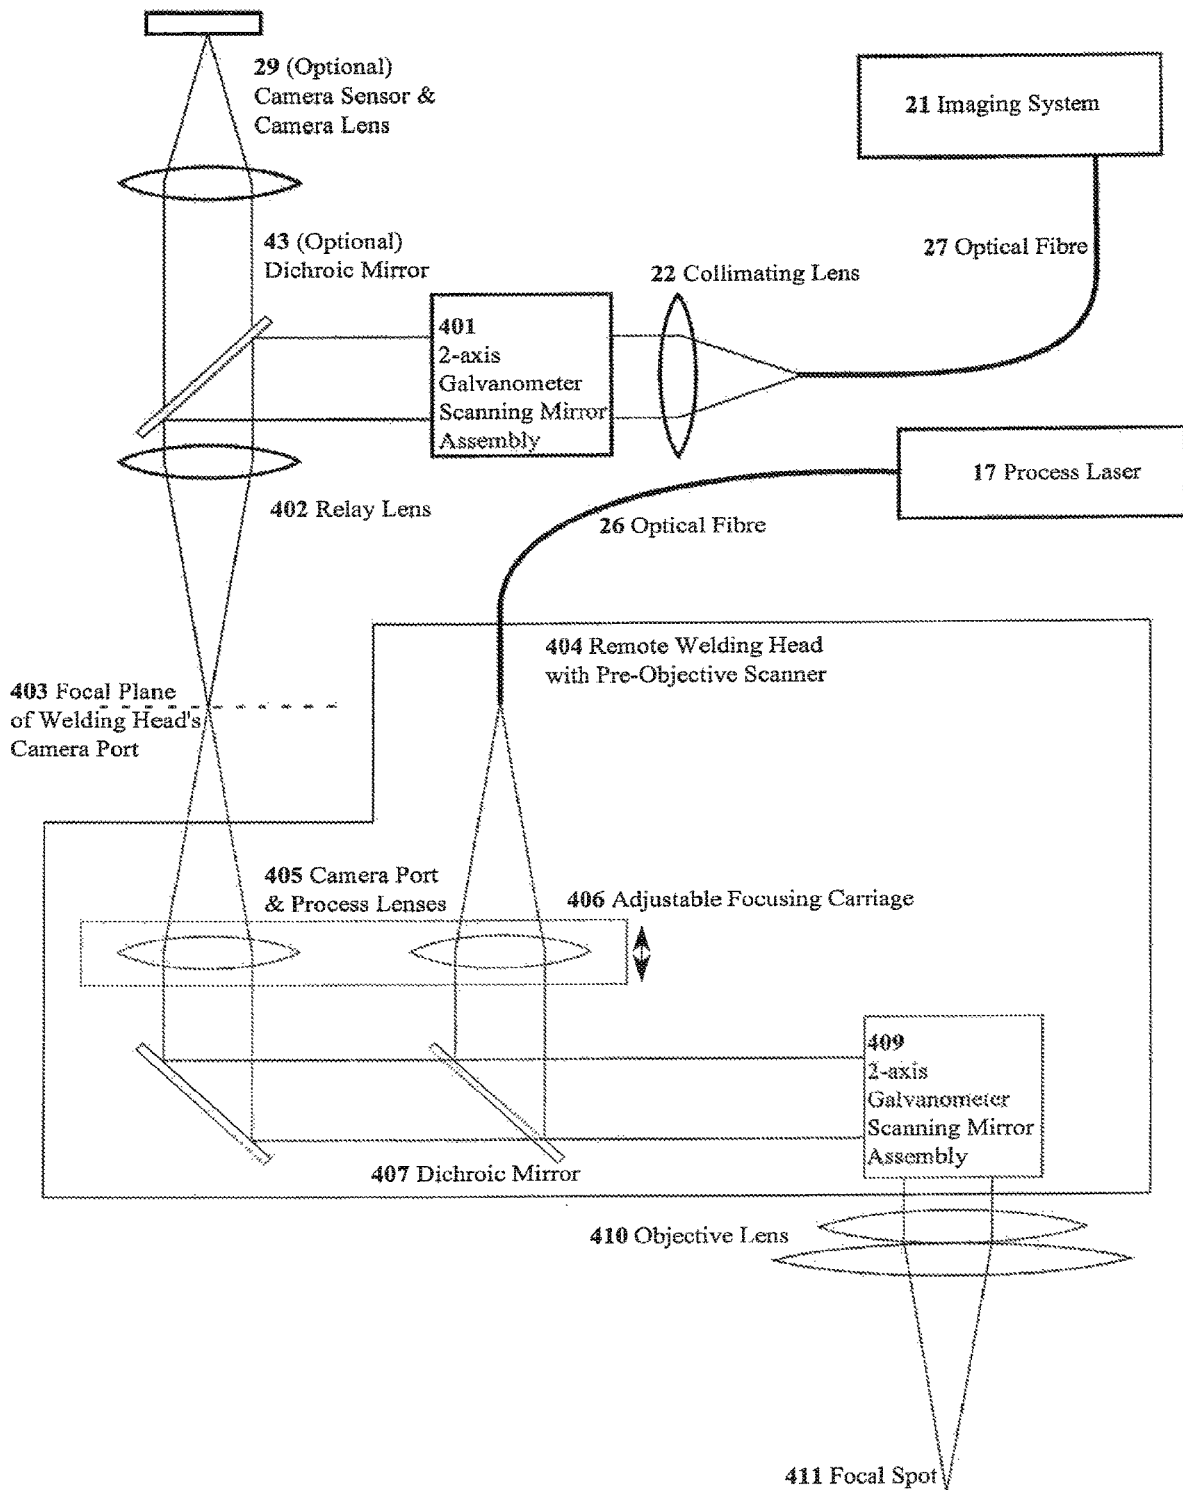 29 (Optional)
Camera Sensor &
Camera Lens
21 Imaging System
43 (Optional)
Dichroic Mirror
27 Optical Fibre
22 Collimating Lens
401
2-axis
Galvanometer
Scanning Mirror
Assembly
17 Process Laser
402 Relay Lens
26 Optical Fibre
404 Remote Welding Head
with Pre-Objective Scanner
403 Focal Plane
of Welding Head's
Camera Port
405 Camera Port
& Process Lenses
406 Adjustable Focusing Carriage
409
2-axis
Galvanometer
Scanning Mirror
Assembly
407 Dichroic Mirror
410 Objective Lens
411 Focal Spot